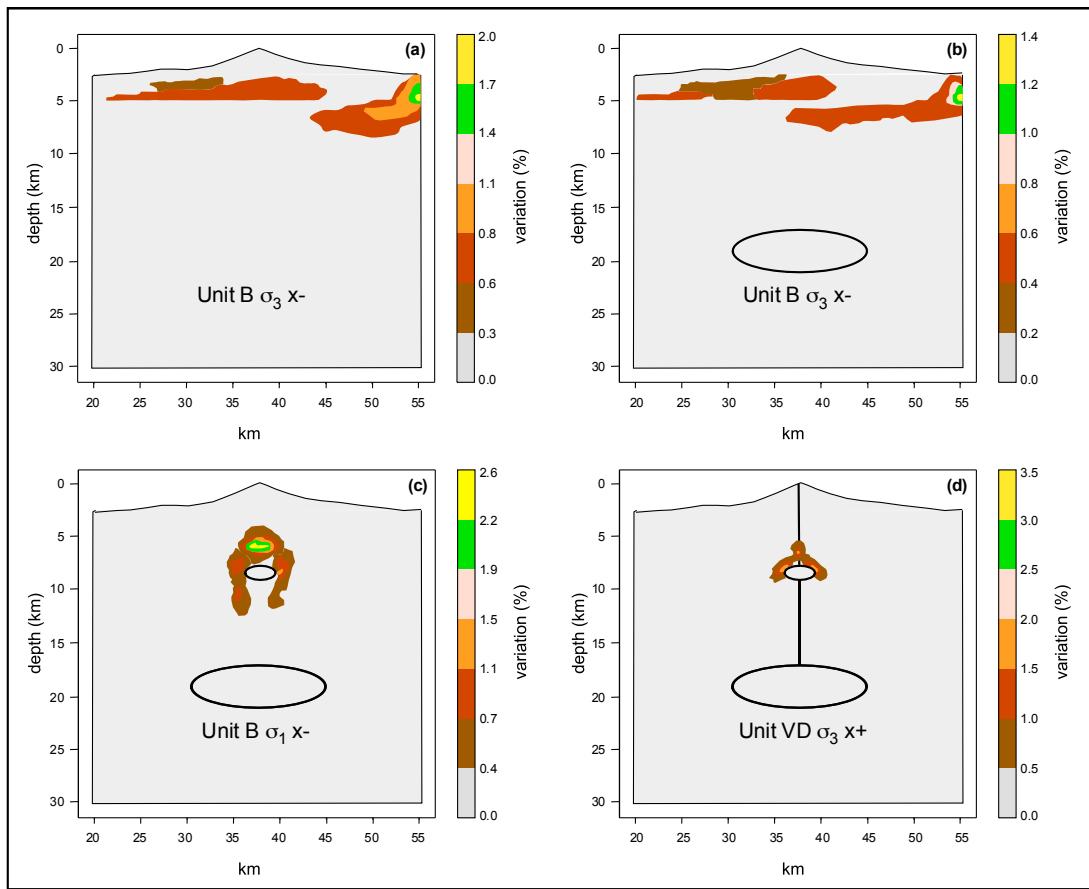 (a)
0
5
10
15
20
25
30
depth (km)
Unit B σ3 x-
20 25 30 35 40 45 50 55
km
2.0
1.7
1.4
1.1
0.8
0.6
0.3
0.0
variation (%)
(b)
0
5
10
15
20
25
30
depth (km)
Unit B σ3 x-
20 25 30 35 40 45 50 55
km
1.4
1.2
1.0
0.8
0.6
0.4
0.2
0.0
variation (%)
(c)
0
5
10
15
20
25
30
depth (km)
Unit B σ1 x-
20 25 30 35 40 45 50 55
km
2.6
2.2
1.9
1.5
1.1
0.7
0.4
0.0
variation (%)
(d)
0
5
10
15
20
25
30
depth (km)
Unit VD σ3 x+
20 25 30 35 40 45 50 55
km
3.5
3.0
2.5
2.0
1.5
1.0
0.5
0.0
variation (%)